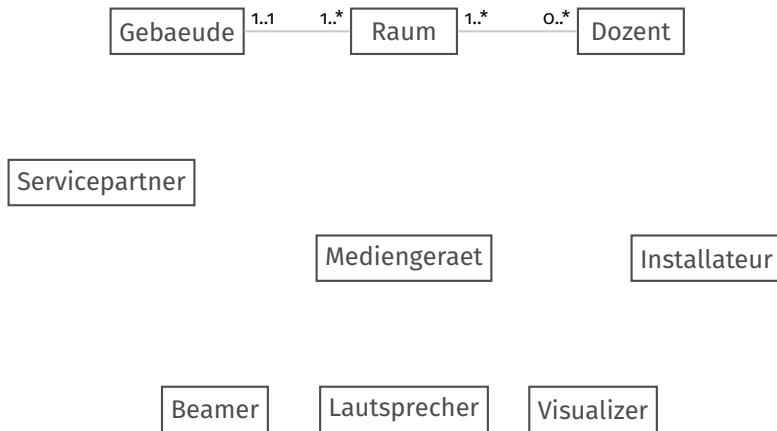 Gebaeude 1..1 1..* Raum 1..* 0..* Dozent
Servicepartner
Mediengeraet Installateur
Beamer Lautsprecher Visualizer